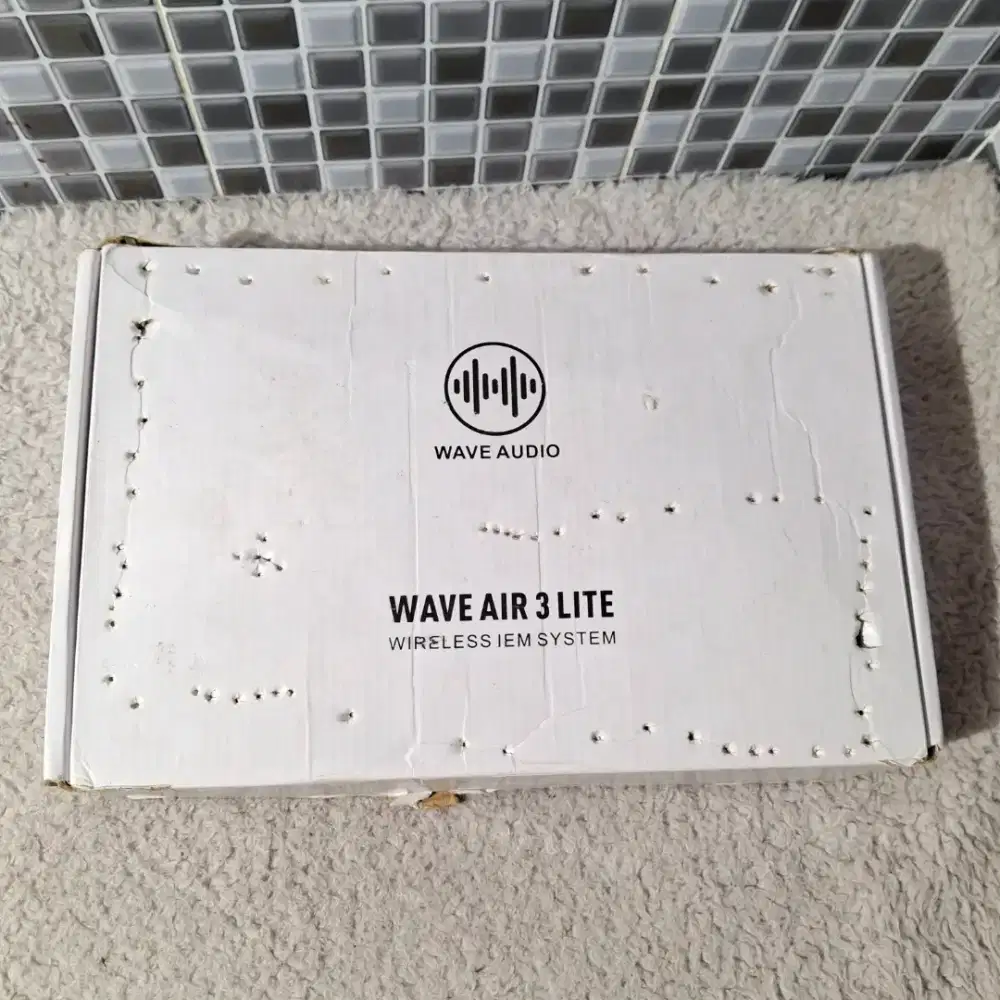 WAVE AUDIO
WAVE AIR 3 LITE
WIRELESS IEM SYSTEM